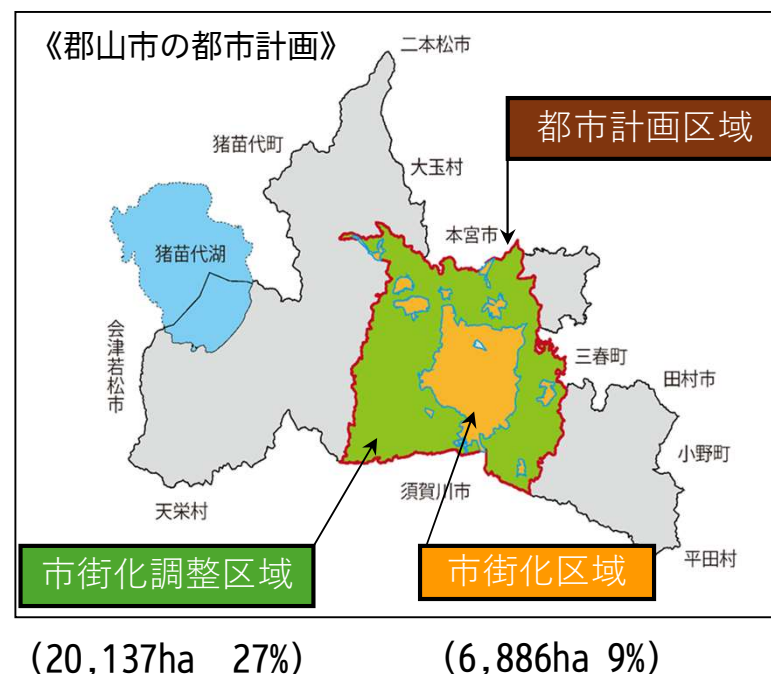 《郡山市の都市計画》
二本松市
都市計画区域
猪苗代町
大玉村
本宮市
猪苗代湖
会津若松市
三春町
田村市
小野町
須賀川市
天栄村
平田村
市街化調整区域
市街化区域
(20,137ha 27%)
(6,886ha 9%)